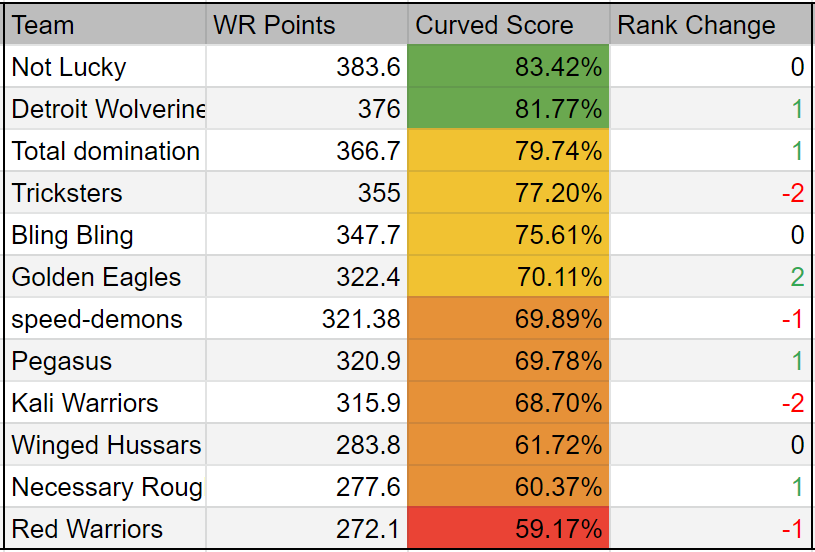 Team WR Points Curved Score Rank Change
Not Lucky 383.6 83.42% 0
Detroit Wolverine 376 81.77% 1
Total domination 366.7 79.74% 1
Tricksters 355 77.20% -2
Bling Bling 347.7 75.61% 0
Golden Eagles 322.4 70.11% 2
speed-demons 321.38 69.89% -1
Pegasus 320.9 69.78% 1
Kali Warriors 315.9 68.70% -2
Winged Hussars 283.8 61.72% 0
Necessary Roug 277.6 60.37% 1
Red Warriors 272.1 59.17% -1